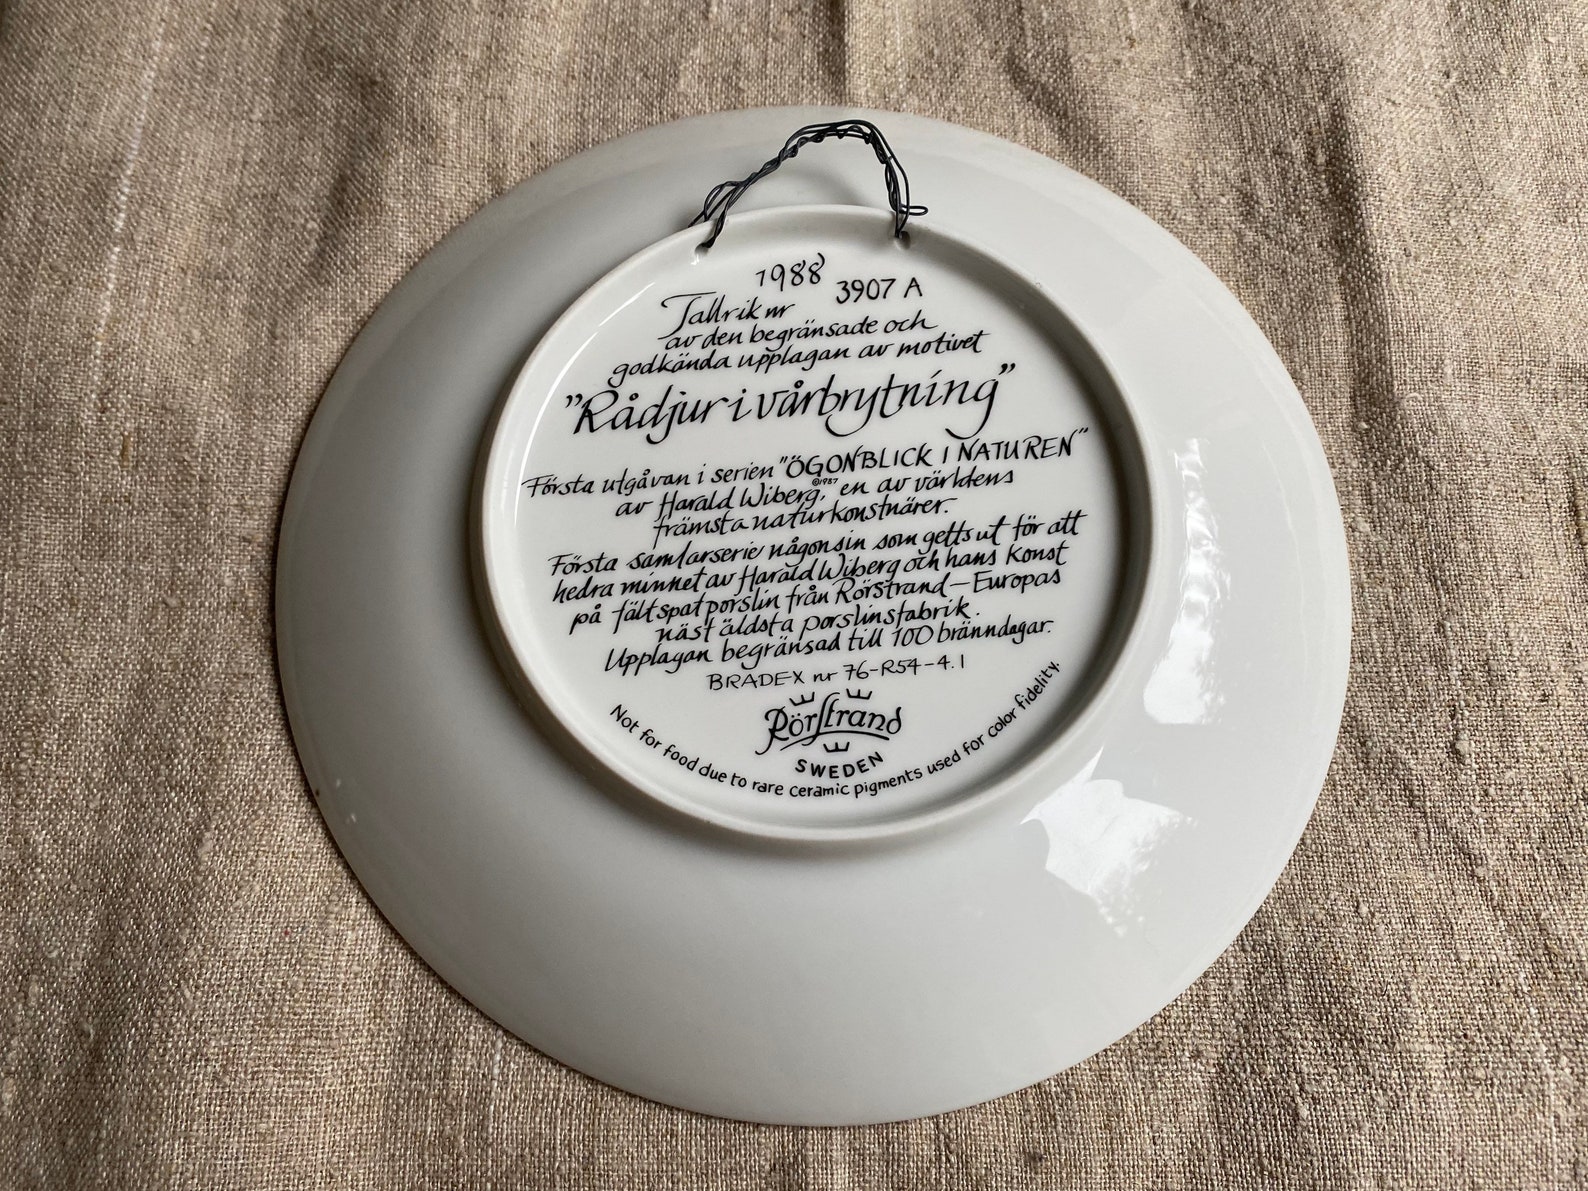 1988
3907 A
Tallrik nr
av den begränsade och
godkända upplagan av motivet
"Rådjur i vårbrytning"
Första utgåvan i serien "ÖGONBLICK I NATUREN"
©1987
av Harald Wiberg, en av världens
främsta naturkonstnärer.
Första samlarserie någonsin som getts ut för att
hedra minnet av Harald Wiberg och hans konst
på fältspatporslin från Rörstrand – Europas
näst äldsta porslinsfabrik.
Upplagan begränsad till 100 bränndagar.
BRADEX nr 76-R54-4.1
Rörstrand
SWEDEN
Not for food due to rare ceramic pigments used for color fidelity.